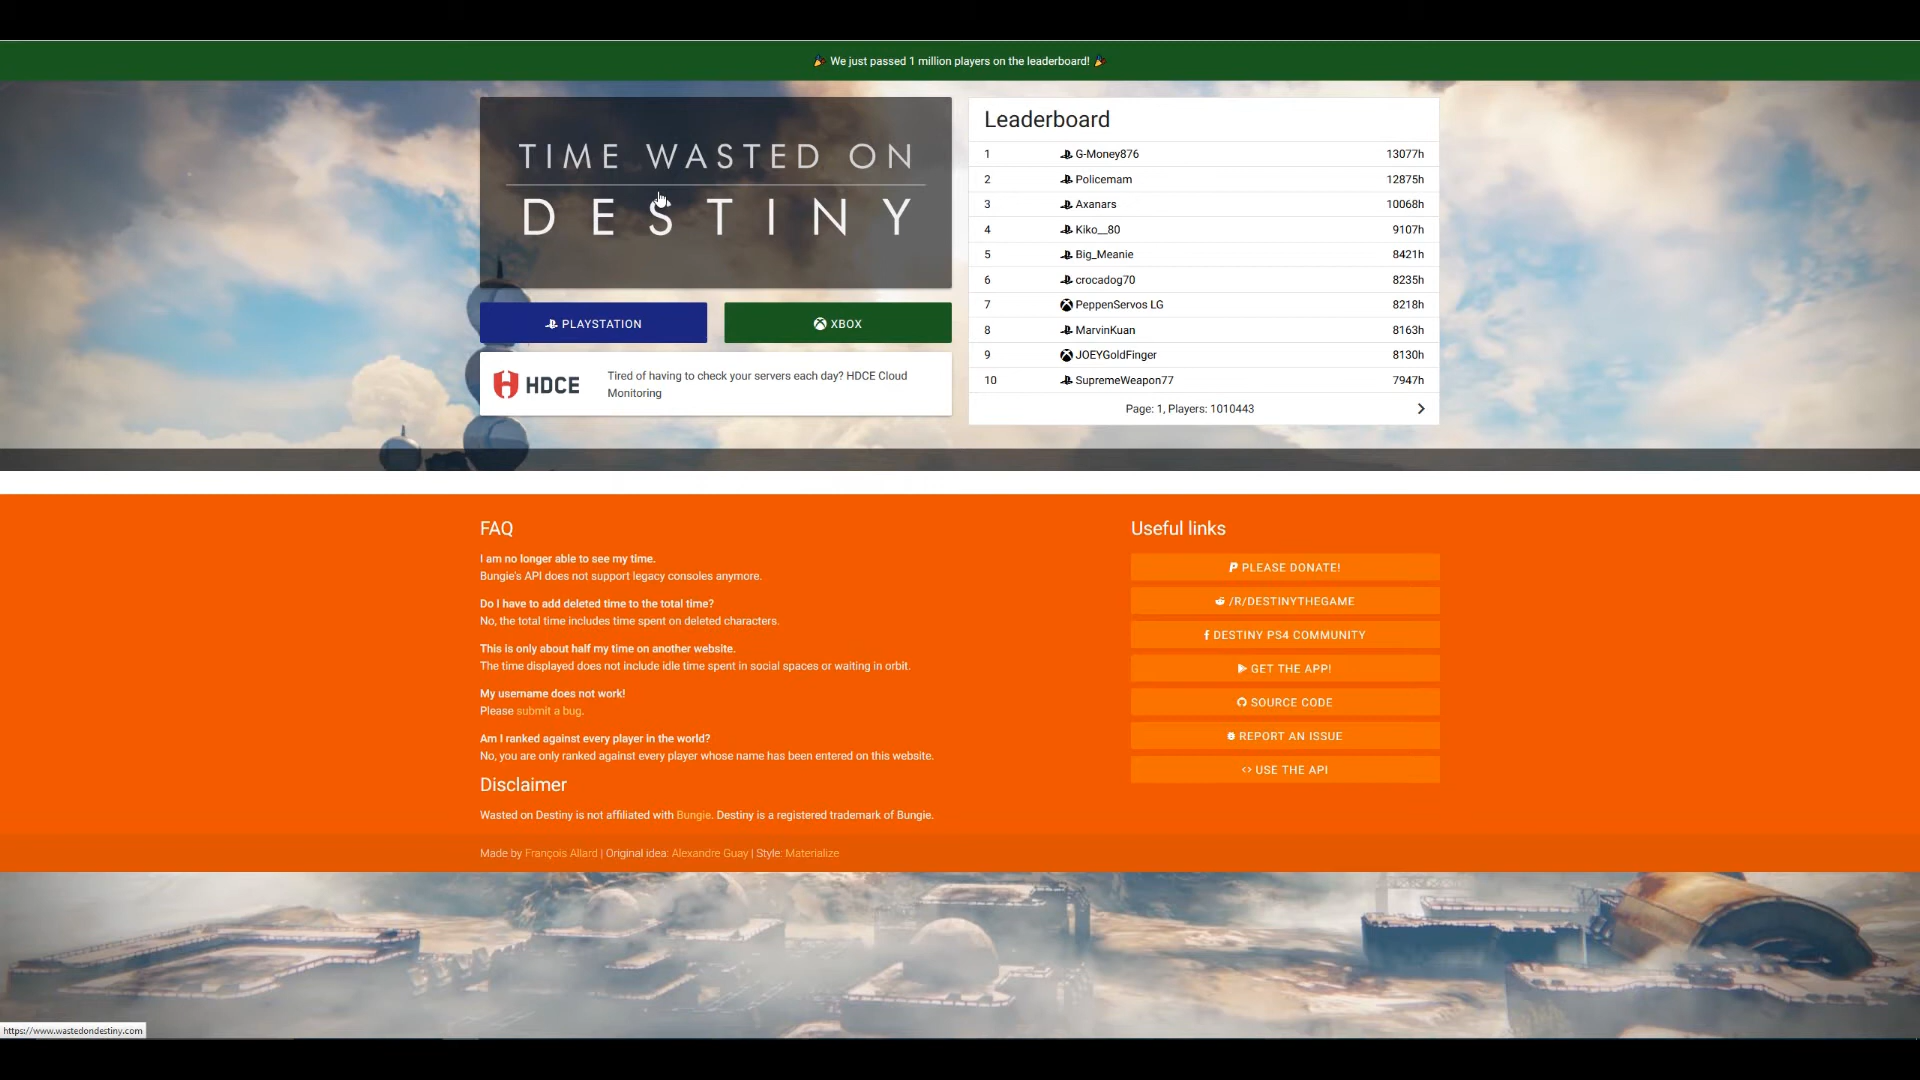 We just passed 1 million players on the leaderboard!
TIME WASTED ON
DESTINY
PLAYSTATION
XBOX
HDCE
Tired of having to check your servers each day? HDCE Cloud
Monitoring
Leaderboard
1 G-Money876 13077h
2 Policemam 12875h
3 Axanars 10068h
4 Kiko__80 9107h
5 Big_Meanie 8421h
6 crocadog70 8235h
7 PeppenServos LG 8218h
8 MarvinKuan 8163h
9 JOEYGoldFinger 8130h
10 SupremeWeapon77 7947h
Page: 1, Players: 1010443
FAQ
I am no longer able to see my time.
Bungie's API does not support legacy consoles anymore.
Do I have to add deleted time to the total time?
No, the total time includes time spent on deleted characters.
This is only about half my time on another website.
The time displayed does not include idle time spent in social spaces or waiting in orbit.
My username does not work!
Please submit a bug.
Am I ranked against every player in the world?
No, you are only ranked against every player whose name has been entered on this website.
Disclaimer
Wasted on Destiny is not affiliated with Bungie. Destiny is a registered trademark of Bungie.
Useful links
PLEASE DONATE!
/R/DESTINYTHEGAME
DESTINY PS4 COMMUNITY
GET THE APP!
SOURCE CODE
REPORT AN ISSUE
USE THE API
Made by François Allard | Original idea: Alexandre Guay | Style: Materialize
https://www.wastedondestiny.com